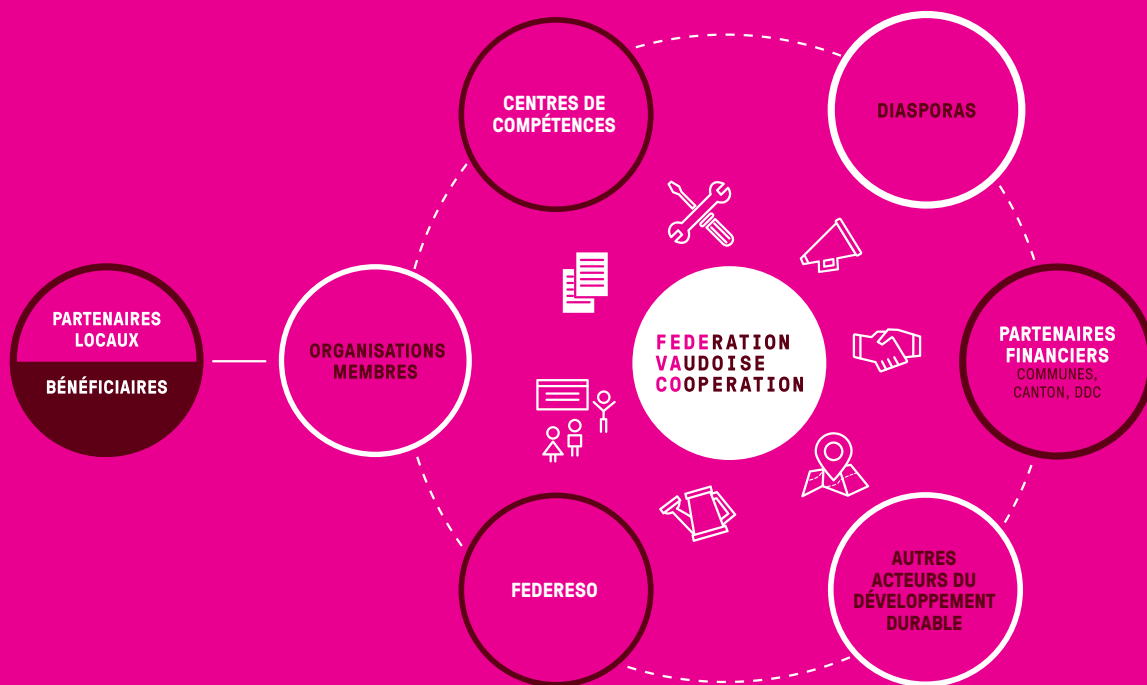 CENTRES DE
COMPÉTENCES
DIASPORAS
PARTENAIRES
LOCAUX
BÉNÉFICIAIRES
ORGANISATIONS
MEMBRES
FEDERATION
VAUDOISE
COOPERATION
PARTENAIRES
FINANCIERS
COMMUNES,
CANTON, DDC
FEDERESO
AUTRES
ACTEURS DU
DÉVELOPPEMENT
DURABLE